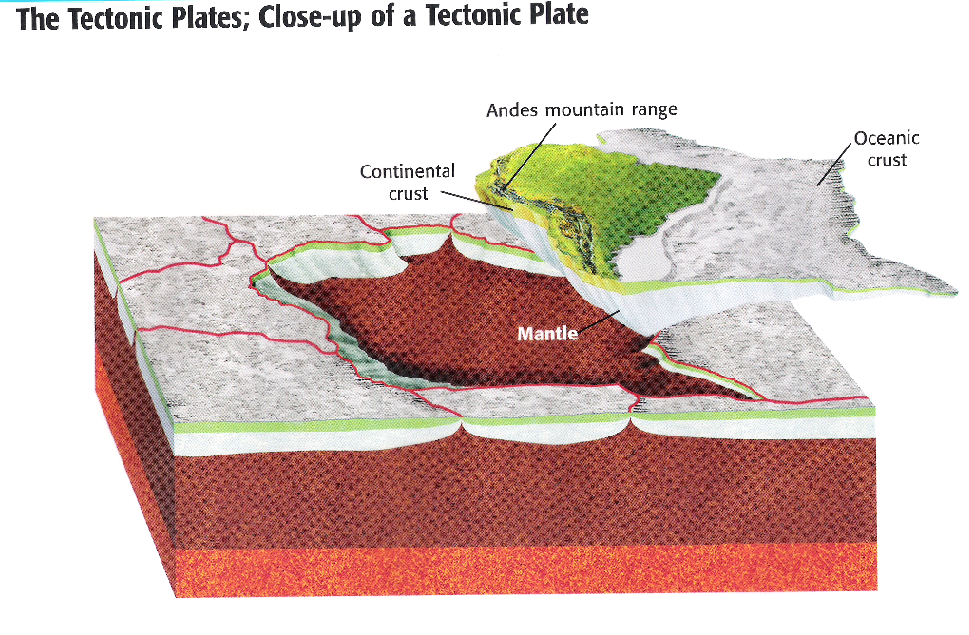 The Tectonic Plates; Close-up of a Tectonic Plate
Andes mountain range
Oceanic
crust
Continental
crust
Mantle